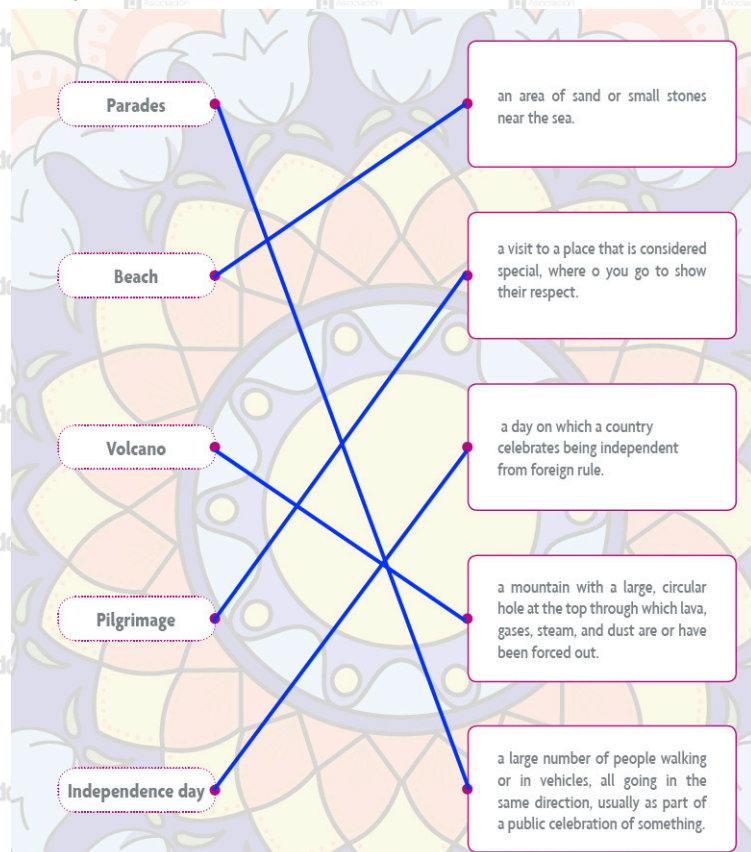 Asociación
Asociación
Asociación
Asociación
Parades
an area of sand or small stones
near the sea.
Beach
a visit to a place that is considered
special, where o you go to show
their respect.
Volcano
a day on which a country
celebrates being independent
from foreign rule.
Pilgrimage
a mountain with a large, circular
hole at the top through which lava,
gases, steam, and dust are or have
been forced out.
Independence day
a large number of people walking
or in vehicles, all going in the
same direction, usually as part of
a public celebration of something.